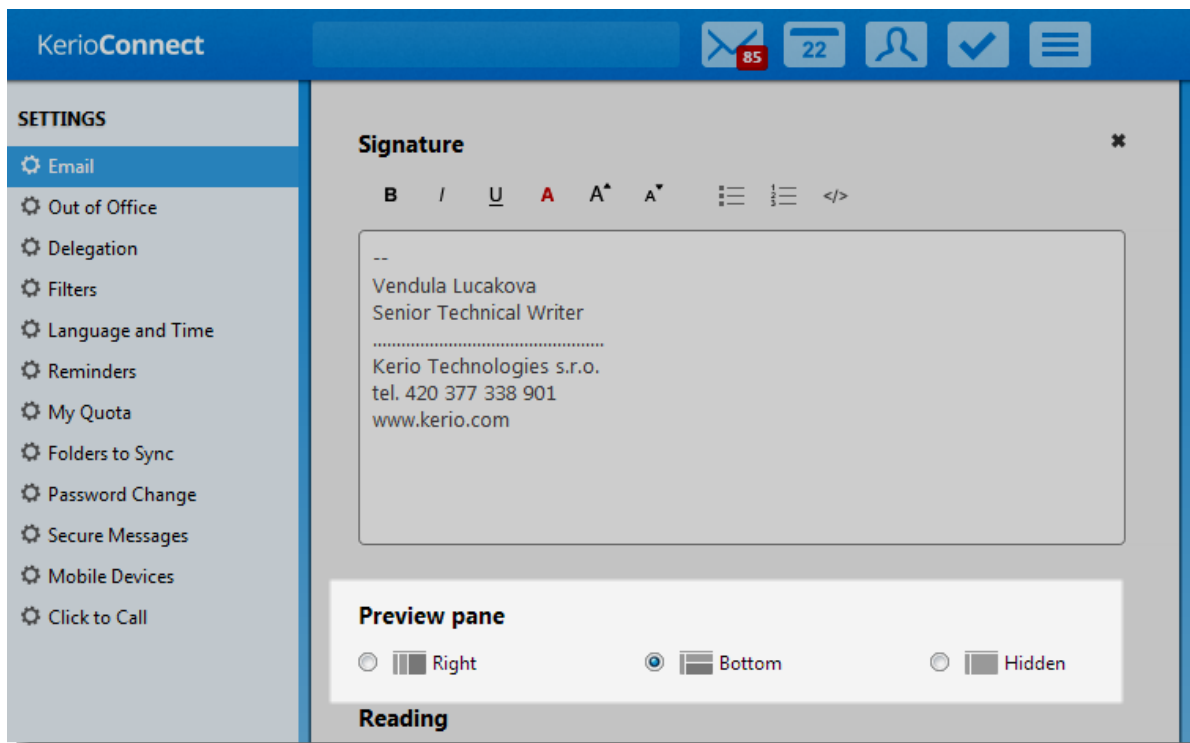 KerioConnect
85
22
SETTINGS
Email
Out of Office
Delegation
Filters
Language and Time
Reminders
My Quota
Folders to Sync
Password Change
Secure Messages
Mobile Devices
Click to Call
Signature
B I U A A A </>
--
Vendula Lucakova
Senior Technical Writer
..........................................................
Kerio Technologies s.r.o.
tel. 420 377 338 901
www.kerio.com
Preview pane
Right Bottom Hidden
Reading